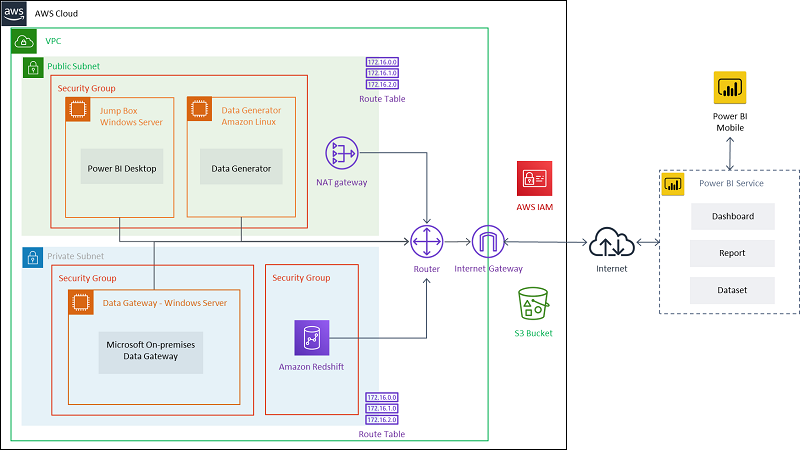 aws
AWS Cloud
VPC
Public Subnet
172.16.0.0
172.16.1.0
172.16.2.0
Route Table
Security Group
Jump Box
Windows Server
Power BI Desktop
Data Generator
Amazon Linux
Data Generator
NAT gateway
Private Subnet
Security Group
Data Gateway - Windows Server
Microsoft On-premises
Data Gateway
Security Group
Amazon Redshift
172.16.0.0
172.16.1.0
172.16.2.0
Route Table
Router
Internet Gateway
AWS IAM
S3 Bucket
Internet
Power BI
Mobile
Power BI Service
Dashboard
Report
Dataset